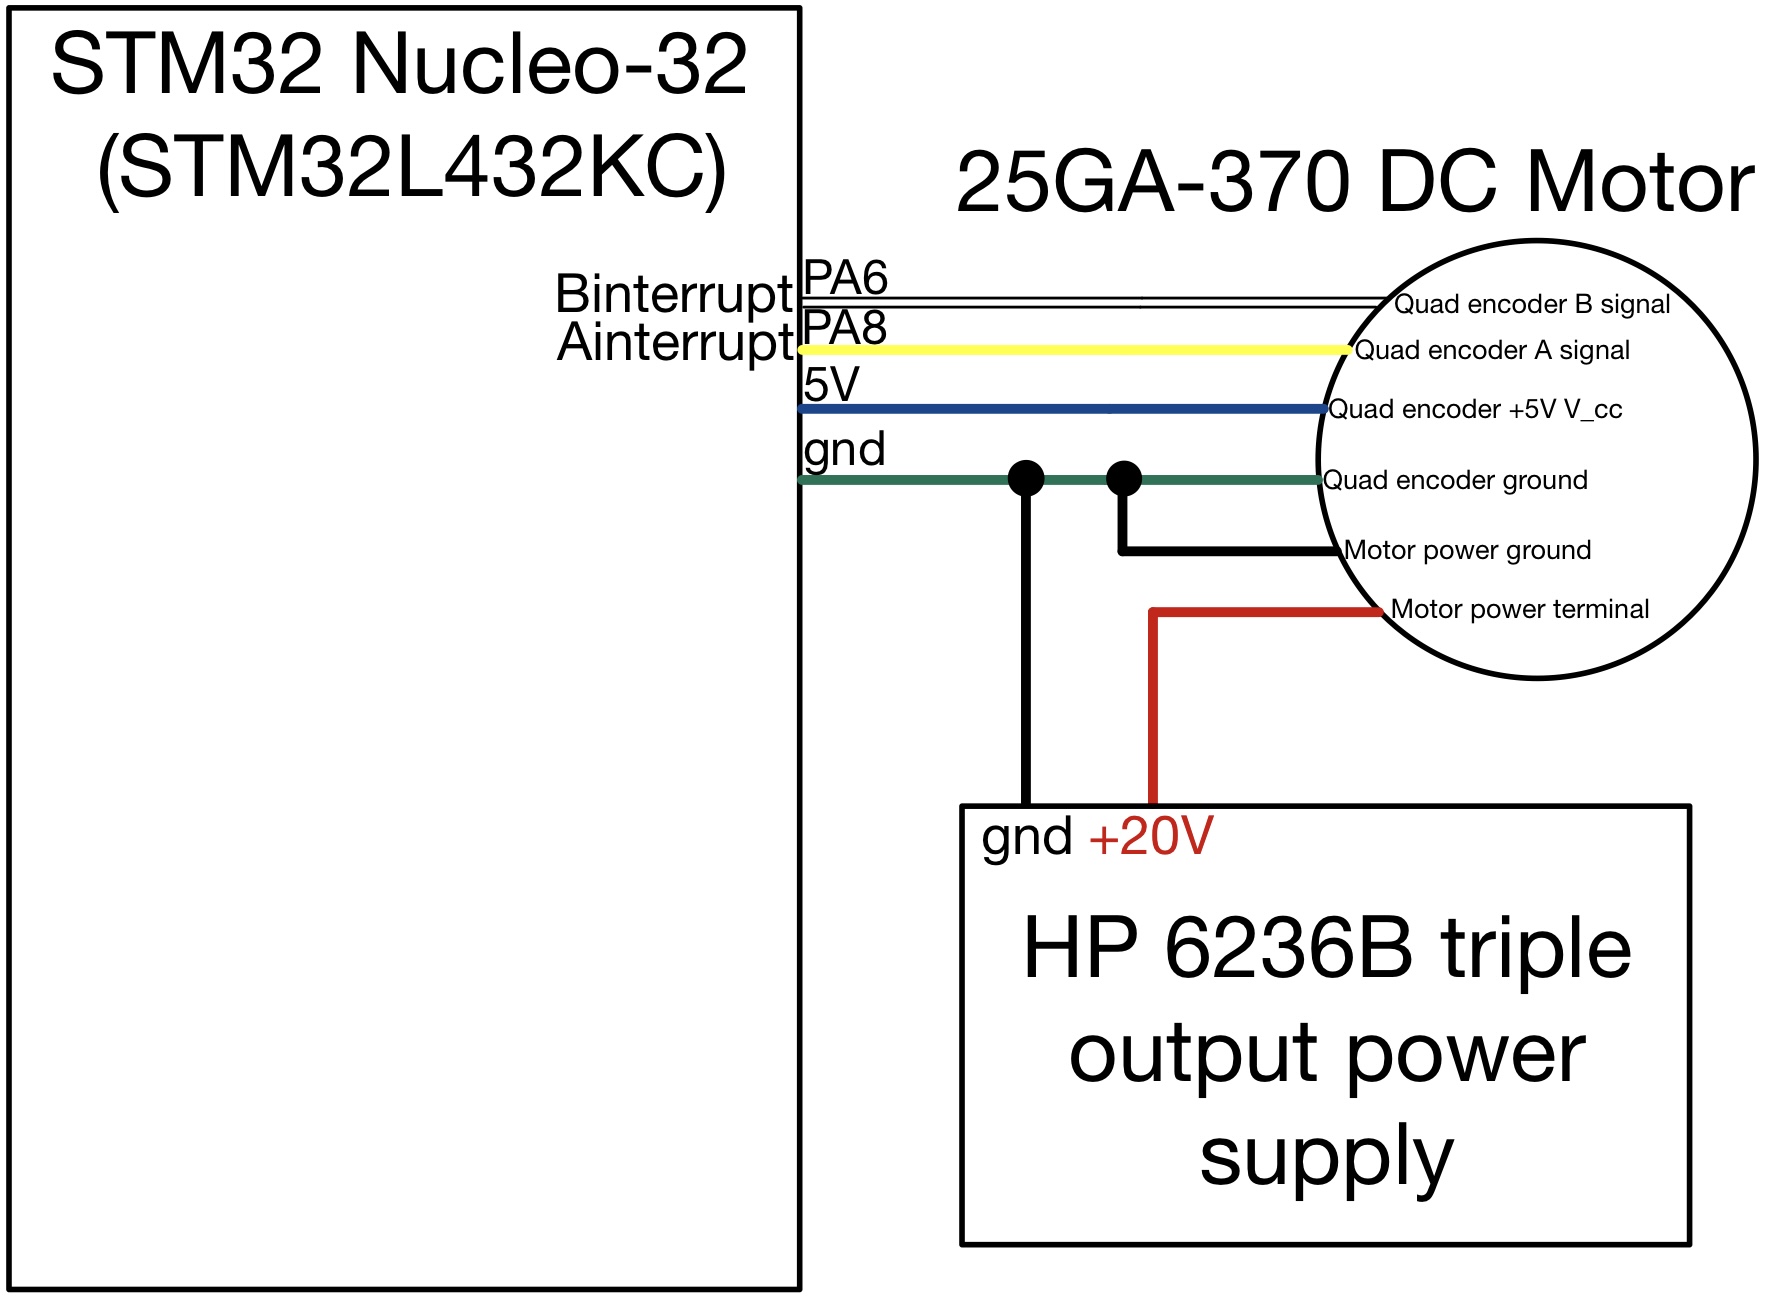 STM32 Nucleo-32
(STM32L432KC)
25GA-370 DC Motor
Binterrupt
PA6
Quad encoder B signal
Ainterrupt
PA8
Quad encoder A signal
5V
Quad encoder +5V V_cc
gnd
Quad encoder ground
Motor power ground
Motor power terminal
gnd +20V
HP 6236B triple
output power
supply